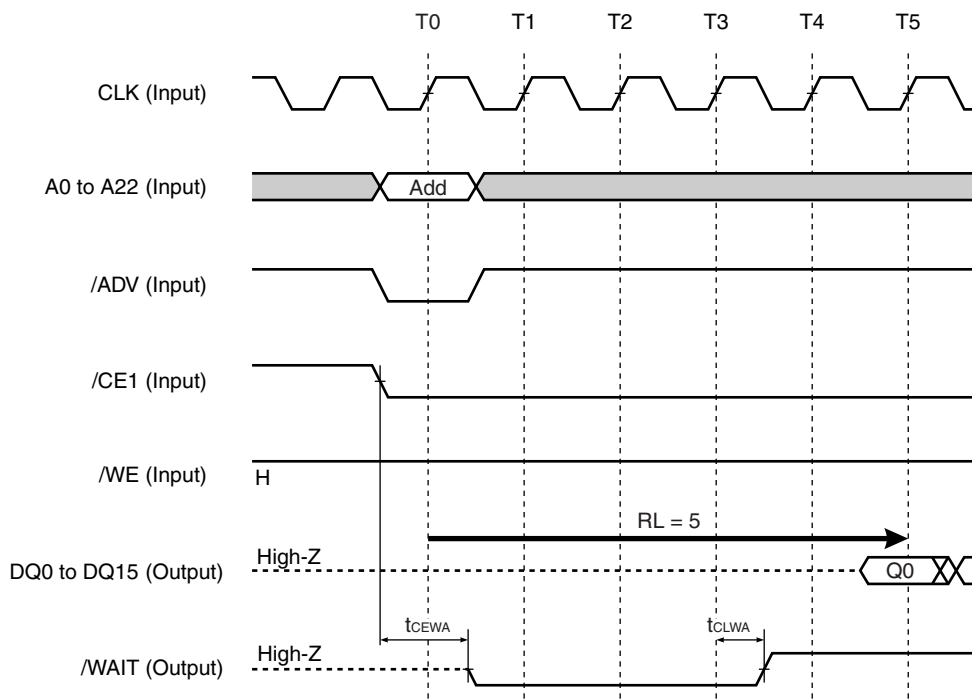 T0 T1 T2 T3 T4 T5
CLK (Input)
A0 to A22 (Input) Add
/ADV (Input)
/CE1 (Input)
/WE (Input) H
RL = 5
DQ0 to DQ15 (Output) High-Z Q0
tCEWA tCLWA
/WAIT (Output) High-Z